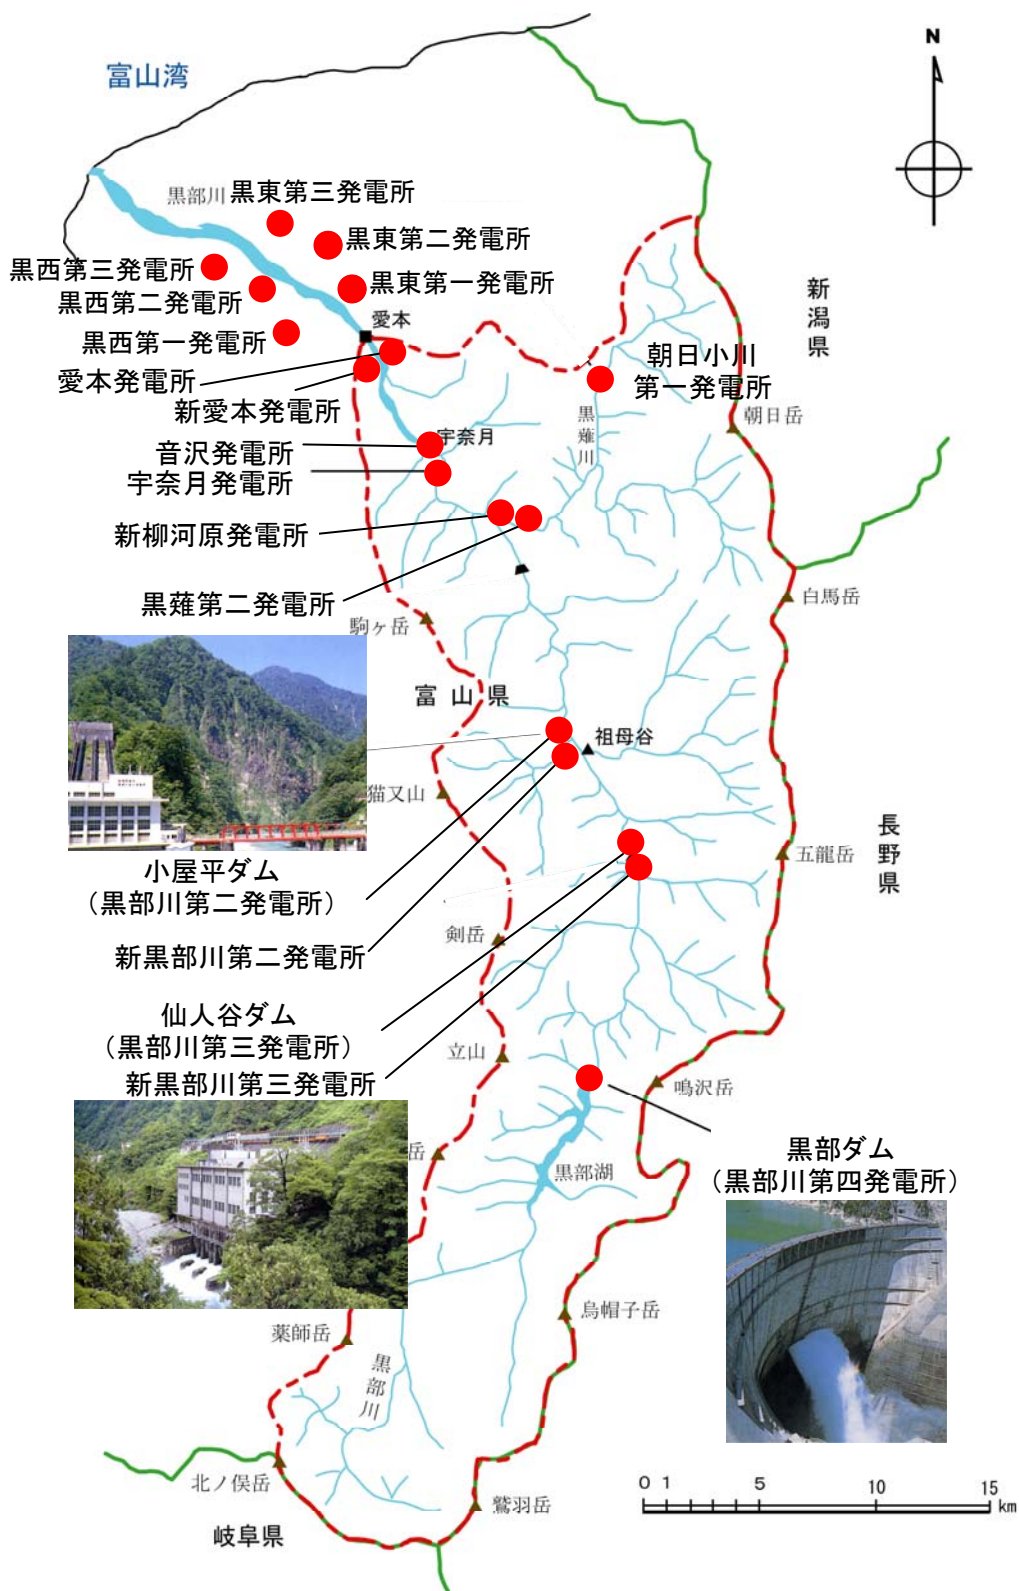 N
富山湾
黒部川
黒東第三発電所
黒東第二発電所
黒西第三発電所
黒東第一発電所
黒西第二発電所
新潟県
黒西第一発電所
愛本
朝日小川
第一発電所
愛本発電所
新愛本発電所
黒薙川
朝日岳
宇奈月
音沢発電所
宇奈月発電所
新柳河原発電所
黒薙第二発電所
白馬岳
駒ヶ岳
富山県
祖母谷
猫又山
長野県
五龍岳
小屋平ダム
(黒部川第二発電所)
剣岳
新黒部川第二発電所
仙人谷ダム
(黒部川第三発電所)
立山
新黒部川第三発電所
鳴沢岳
岳
黒部湖
黒部ダム
(黒部川第四発電所)
烏帽子岳
薬師岳
黒部川
北ノ俣岳
鷲羽岳
0 1 5 10 15
km
岐阜県